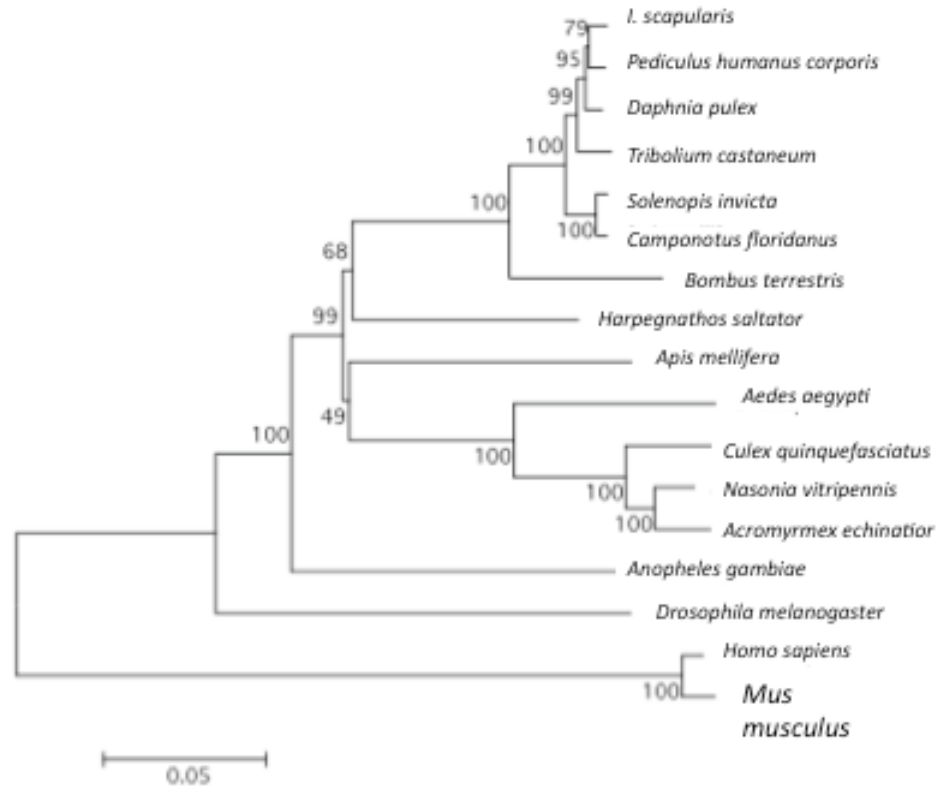 I. scapularis
79
Pediculus humanus corporis
95
99
Daphnia pulex
100
Tribolium castaneum
Solenopis invicta
100
100
Camponotus floridanus
68
Bombus terrestris
99
Harpegnathos saltator
Apis mellifera
Aedes aegypti
49
100
Culex quinquefasciatus
100
100
Nasonia vitripennis
100
Acromyrmex echinatior
Anopheles gambiae
Drosophila melanogaster
Homo sapiens
100
Mus
musculus
0.05